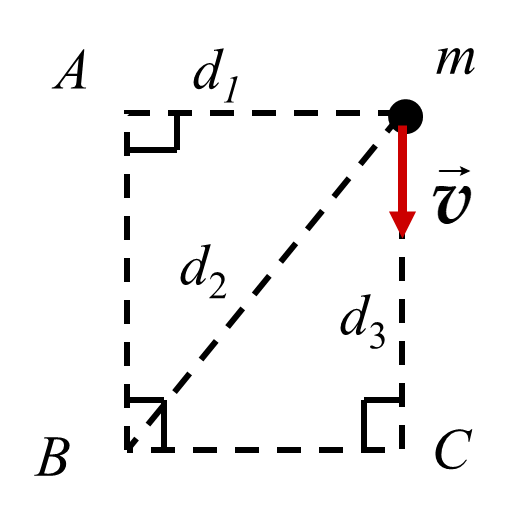 A d₁ m
v⃗
d₂
d₃
B C